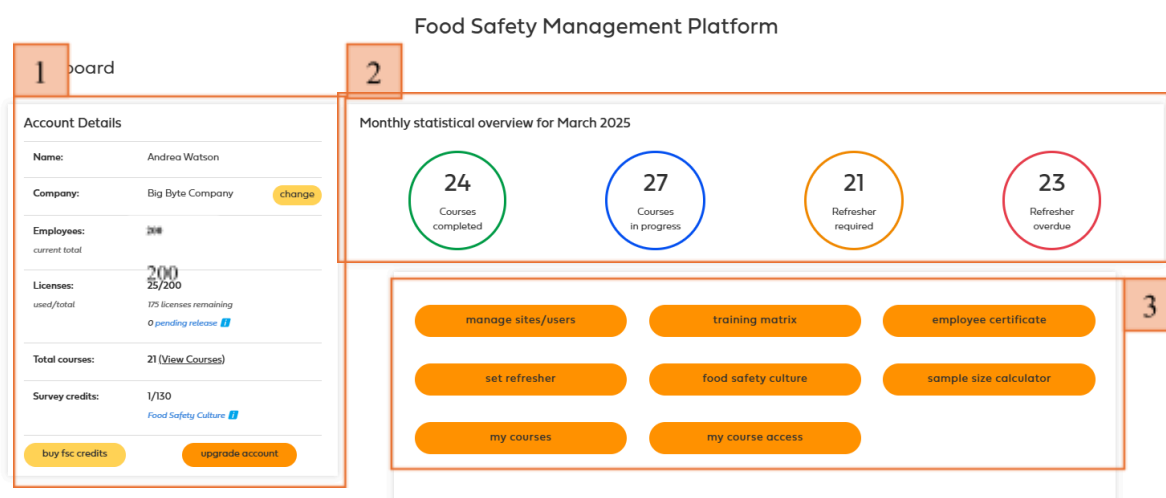 Food Safety Management Platform
1
board
2
Account Details
Name: Andrea Watson
Company: Big Byte Company change
Employees: 200
current total
200
Licenses: 25/200
used/total 175 licenses remaining
0 pending release i
Total courses: 21 (View Courses)
Survey credits: 1/130
Food Safety Culture i
buy fsc credits upgrade account
Monthly statistical overview for March 2025
24 Courses completed
27 Courses in progress
21 Refresher required
23 Refresher overdue
3
manage sites/users training matrix employee certificate
set refresher food safety culture sample size calculator
my courses my course access